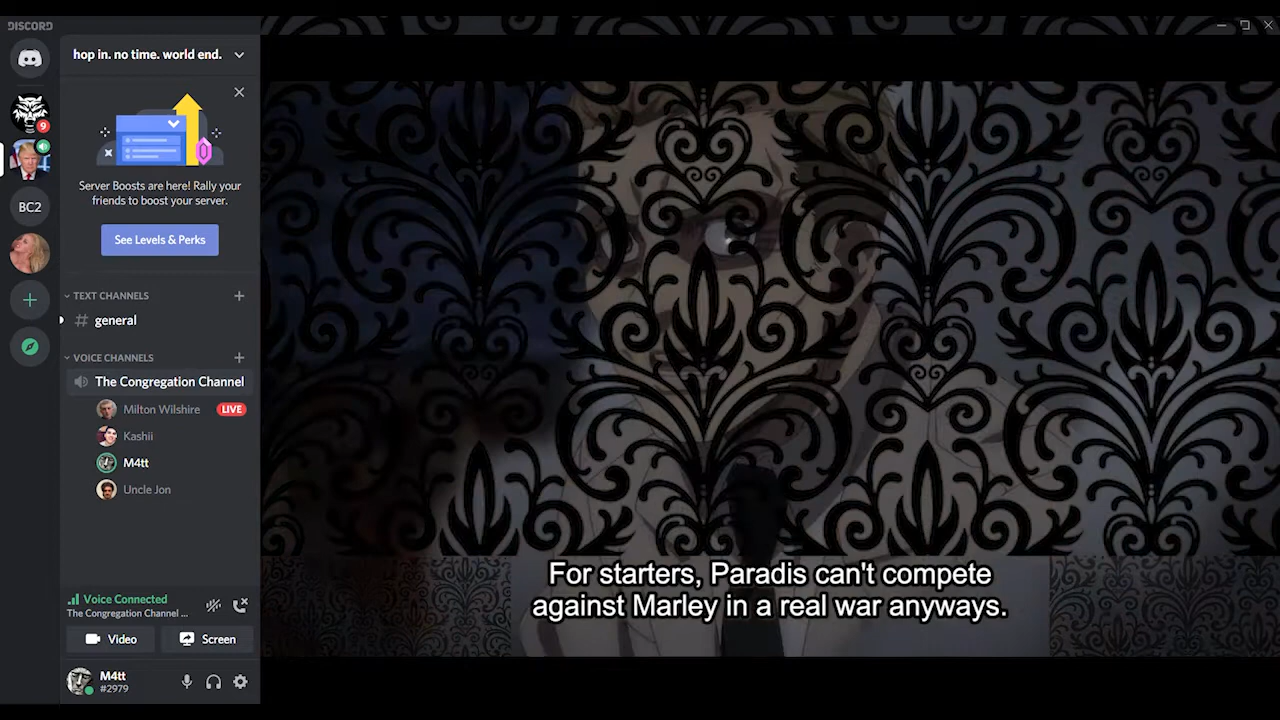 DISCORD
hop in. no time. world end.
9
Server Boosts are here! Rally your
friends to boost your server.
See Levels & Perks
BC2
TEXT CHANNELS
general
VOICE CHANNELS
The Congregation Channel
Milton Wilshire LIVE
Kashii
M4tt
Uncle Jon
For starters, Paradis can't compete
against Marley in a real war anyways.
Voice Connected
The Congregation Channel ...
Video Screen
M4tt
#2979